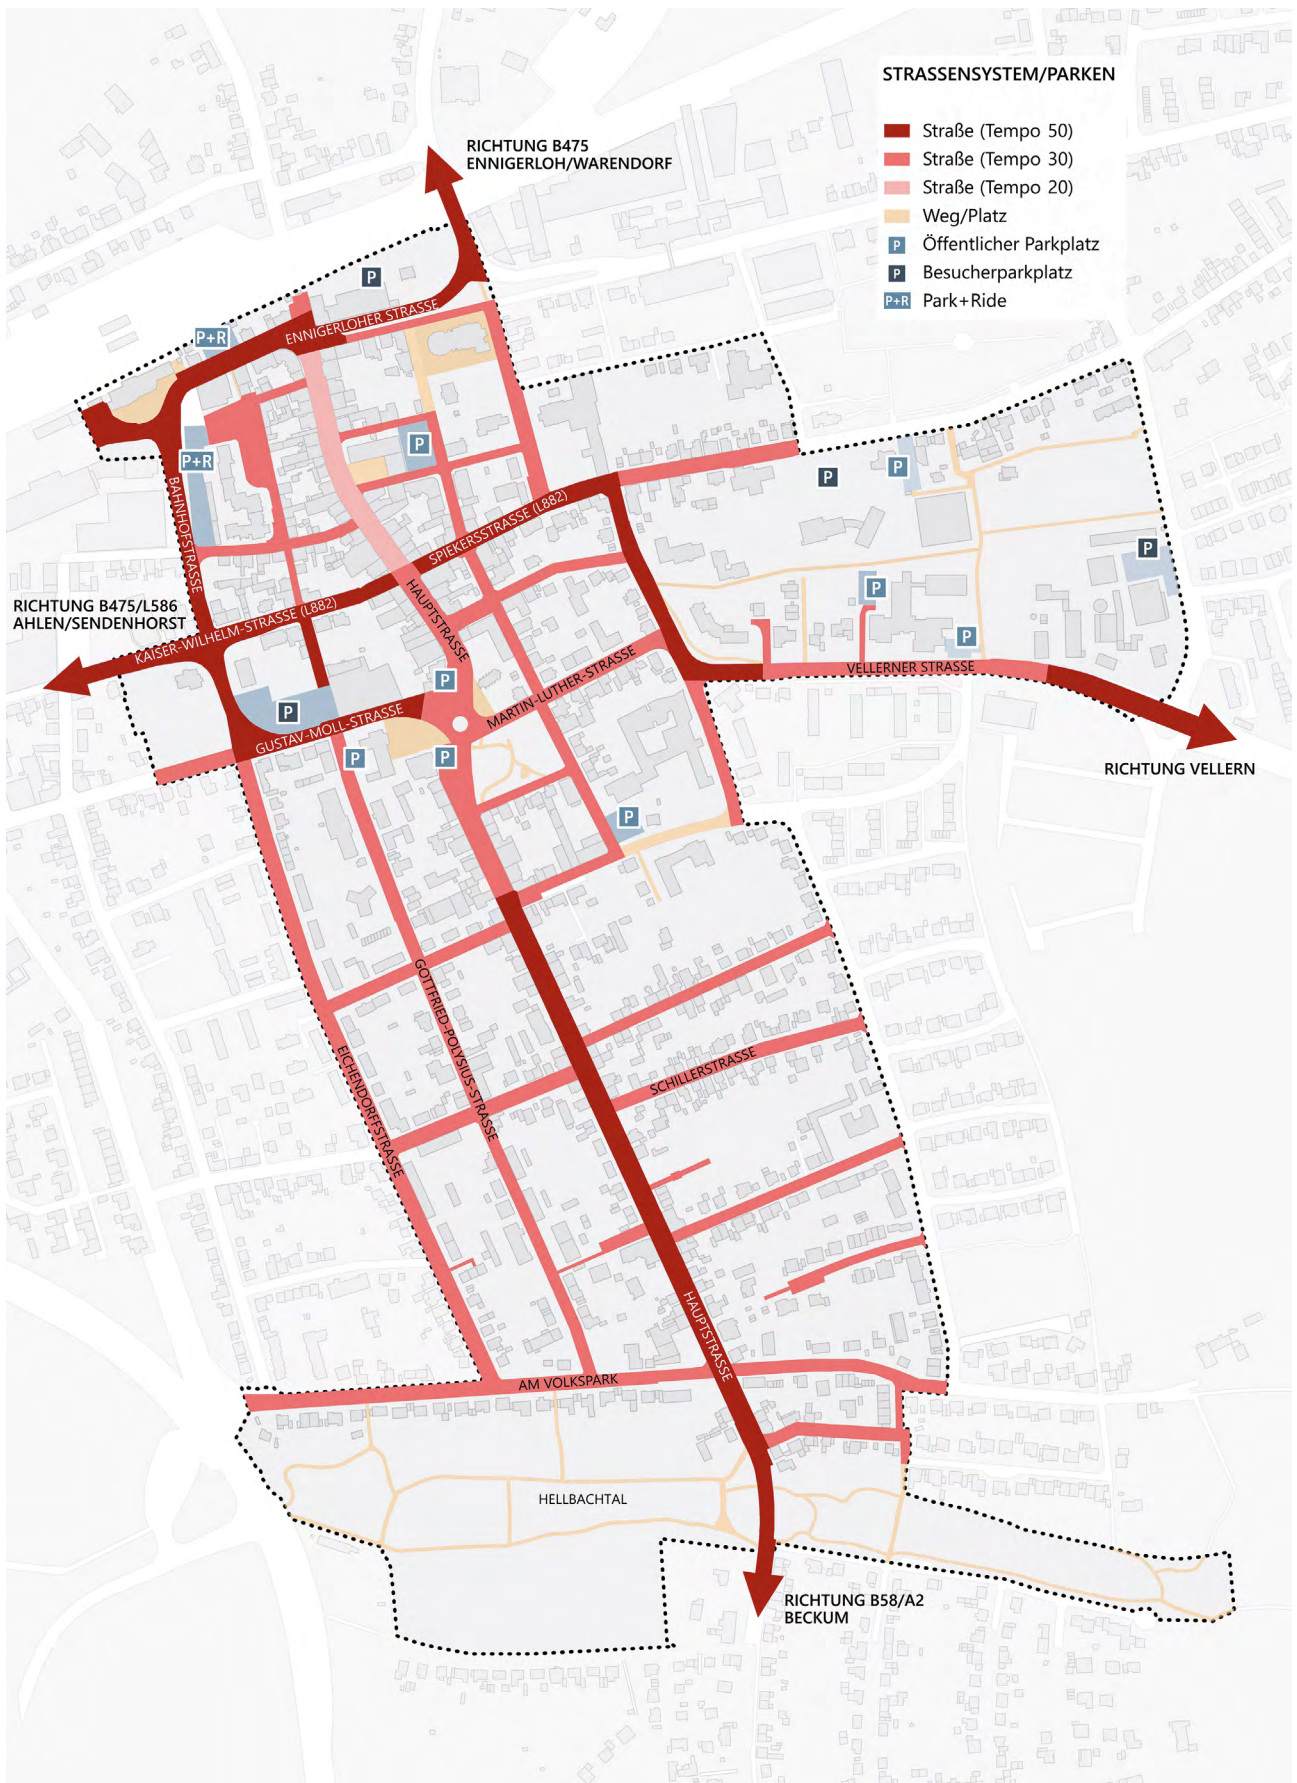 STRASSENSYSTEM/PARKEN
Straße (Tempo 50)
Straße (Tempo 30)
Straße (Tempo 20)
Weg/Platz
P Öffentlicher Parkplatz
P Besucherparkplatz
P+R Park+Ride
RICHTUNG B475
ENNIGERLOH/WARENDORF
P
ENNIGERLOHER STRASSE
P+R
P
P+R
P
P
BAHNHOFSTRASSE
SPIEKERSSTRASSE (L882)
P
P
RICHTUNG B475/L586
AHLEN/SENDENHORST
KAISER-WILHELM-STRASSE (L882)
HAUPTSTRASSE
P
MARTIN-LUTHER-STRASSE
VELLERNER STRASSE
P
P
GUSTAV-MOLL-STRASSE
P
P
RICHTUNG VELLERN
P
GOTTFRIED-POLYSIUS-STRASSE
EICHENDORFFSTRASSE
SCHILLERSTRASSE
HAUPTSTRASSE
AM VOLKSPARK
HELLBACHTAL
RICHTUNG B58/A2
BECKUM